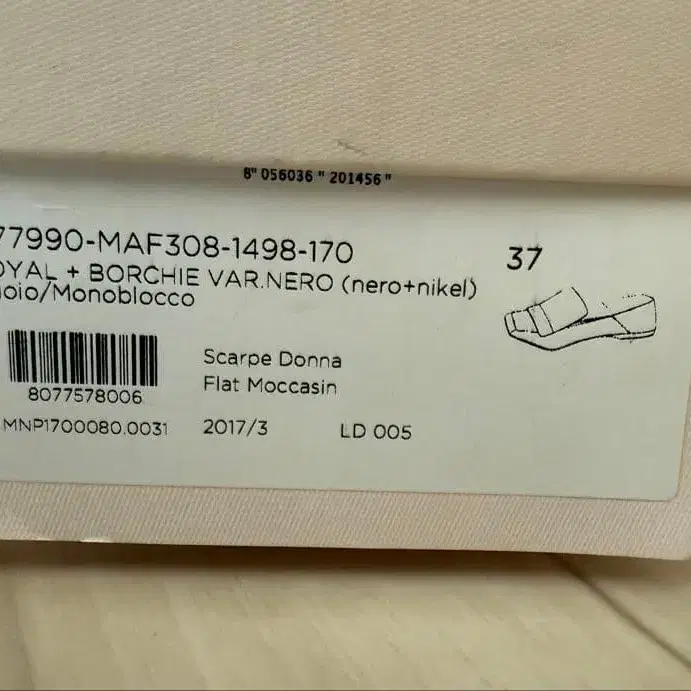 8" 056036 " 201456 "
77990-MAF308-1498-170
37
OYAL + BORCHIE VAR.NERO (nero+nikel)
oio/Monoblocco
8077578006
Scarpe Donna
Flat Moccasin
MNP1700080.0031
2017/3
LD 005